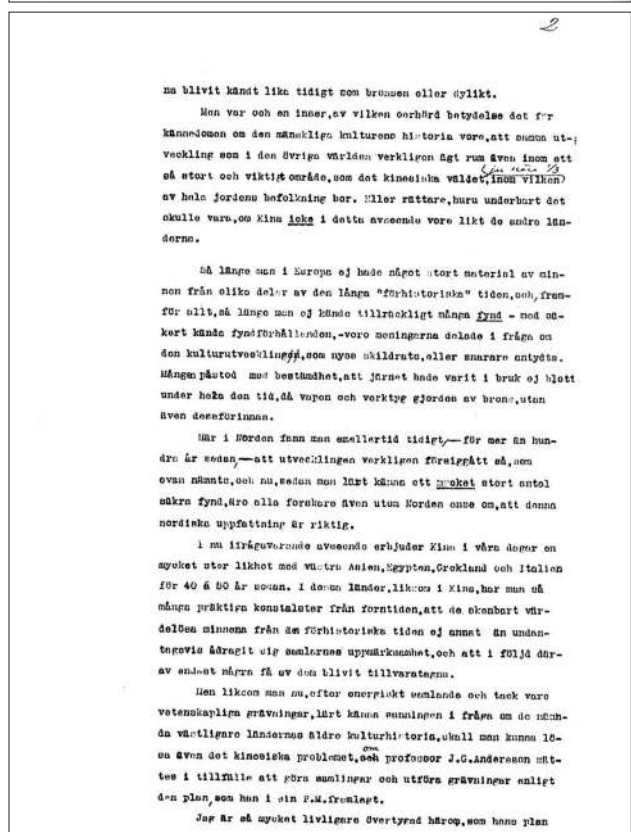 2
na blivit kändt lika tidigt som bronsen eller dylikt.
Men var och en inser,av vilken oerhörd betydelse det för
kännedomen om den mänskliga kulturens historia vore,att samma ut-
veckling som i den övriga världen verkligen ägt rum även inom ett
(ju nära 1/3
så stort och viktigt område,som det kinesiska väldet,inom vilken)
av hela jordens befolkning bor. Eller rättare,huru underbart det
skulle vara,om Kina icke i detta avseende vore likt de andra län-
derna.
Så länge man i Europa ej hade något stort material av min-
nen från olika delar av den långa "förhistoriska" tiden,och,fram-
för allt,så länge man ej kände tillräckligt många fynd - med sä-
kert kända fyndförhållanden,-voro meningarna delade i fråga om
den kulturutveckling,som nyss skildrats,eller snarare antydts.
Mången påstod med bestämdhet,att järnet hade varit i bruk ej blott
under hela den tid,då vapen och verktyg gjorden av brons,utan
även dessförinnan.
Här i Norden fann man emellertid tidigt,—för mer än hun-
dra år sedan,—att utvecklingen verkligen försiggått så,som
ovan nämnts,och nu,sedan man lärt känna ett mycket stort antal
säkra fynd,äro alla forskare även utom Norden ense om,att denna
nordiska uppfattning är riktig.
I nu ifrågavarande avseende erbjuder Kina i våra dagar en
mycket stor likhet med västra Asien,Egypten,Grekland och Italien
för 40 á 50 år sedan. I dessa länder,liksom i Kina,har man så
många präktiga konstalster från forntiden,att de skenbart vär-
delösa minnena från den förhistoriska tiden ej annat än undan-
tagsvis ådragit sig samlarnes uppmärksamhet,och att i följd där-
av endast några få av dem blivit tillvaratagna.
Men liksom man nu,efter energiskt samlande och tack vare
vetenskapliga grävningar,lärt känna sanningen i fråga om de nämn-
da västligare ländernas äldre kulturhistoria,skall man kunna lö-
om
sa även det kinesiska problemet,och professor J.G.Andersson sät-
tes i tillfälle att göra samlingar och utföra grävningar enligt
den plan,som han i sin P.M.framlagt.
Jag är så mycket livligare övertygad härom,som hans plan